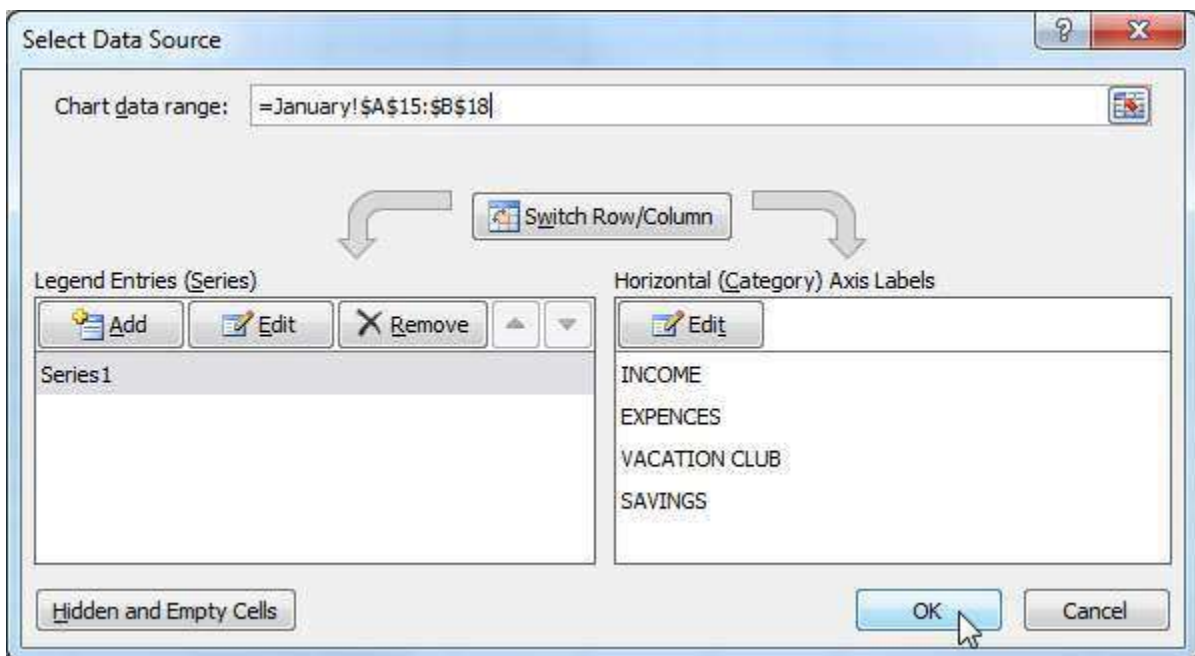 Select Data Source
Chart data range: =January!$A$15:$B$18
Switch Row/Column
Legend Entries (Series)
Add Edit Remove
Series1
Horizontal (Category) Axis Labels
Edit
INCOME
EXPENCES
VACATION CLUB
SAVINGS
Hidden and Empty Cells
OK Cancel